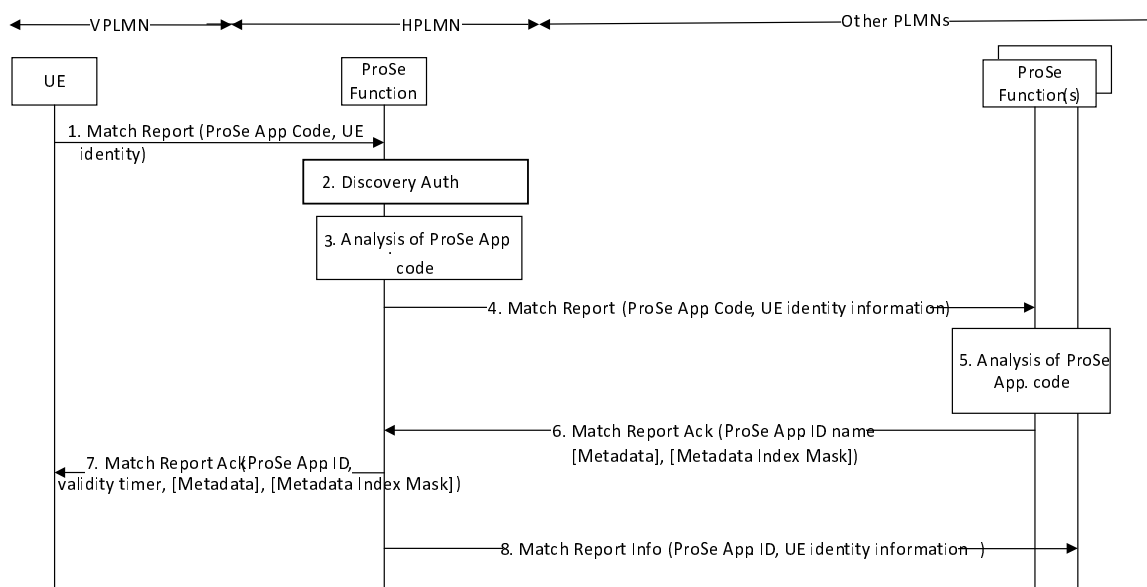 VPLMN
HPLMN
Other PLMNs
UE
ProSe
Function
ProSe
Function(s)
1. Match Report (ProSe App Code, UE
identity)
2. Discovery Auth
3. Analysis of ProSe App
code
4. Match Report (ProSe App Code, UE identity information)
5. Analysis of ProSe
App. code
6. Match Report Ack (ProSe App ID name
[Metadata], [Metadata Index Mask])
7. Match Report Ack(ProSe App ID,
validity timer, [Metadata], [Metadata Index Mask])
8. Match Report Info (ProSe App ID, UE identity information )